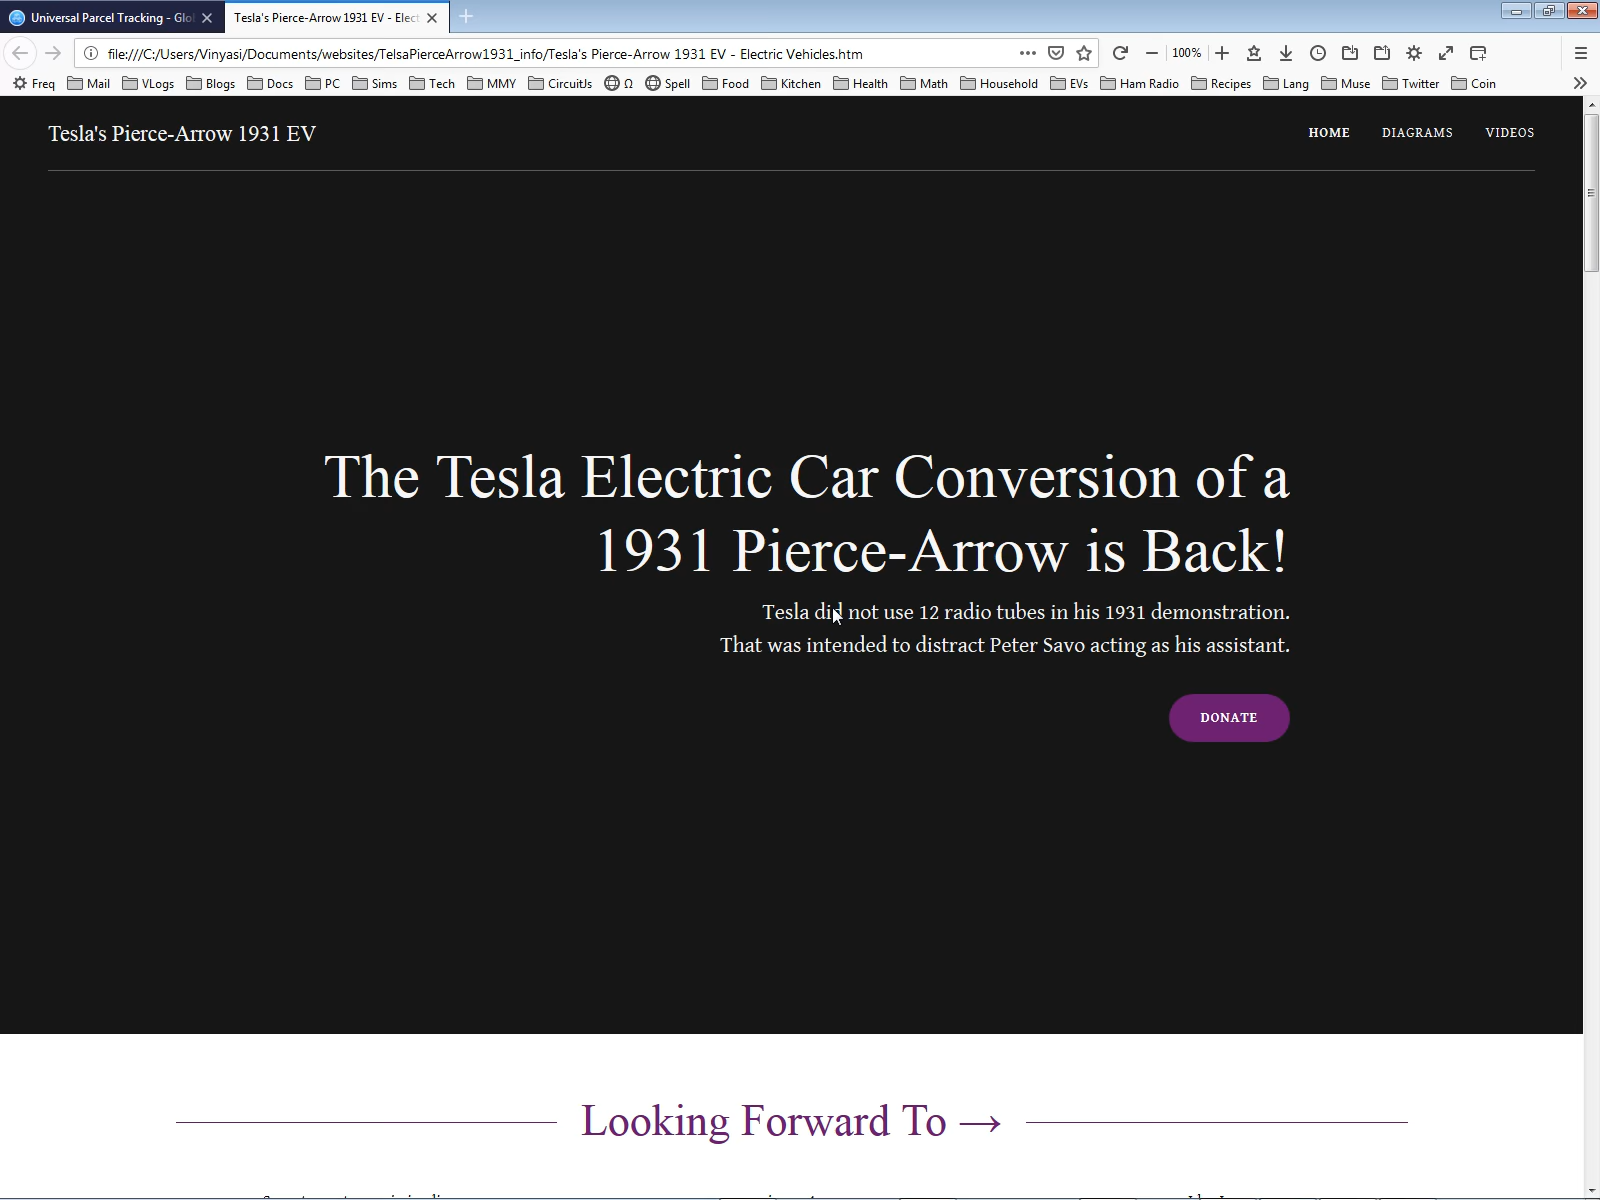 Universal Parcel Tracking - Glo
Tesla's Pierce-Arrow 1931 EV - Elect
file:///C:/Users/Vinyasi/Documents/websites/TelsaPierceArrow1931_info/Tesla's Pierce-Arrow 1931 EV - Electric Vehicles.htm
100%
Freq Mail VLogs Blogs Docs PC Sims Tech MMY CircuitJs Ω Spell Food Kitchen Health Math Household EVs Ham Radio Recipes Lang Muse Twitter Coin
Tesla's Pierce-Arrow 1931 EV
HOME DIAGRAMS VIDEOS
The Tesla Electric Car Conversion of a
1931 Pierce-Arrow is Back!
Tesla did not use 12 radio tubes in his 1931 demonstration.
That was intended to distract Peter Savo acting as his assistant.
DONATE
Looking Forward To →